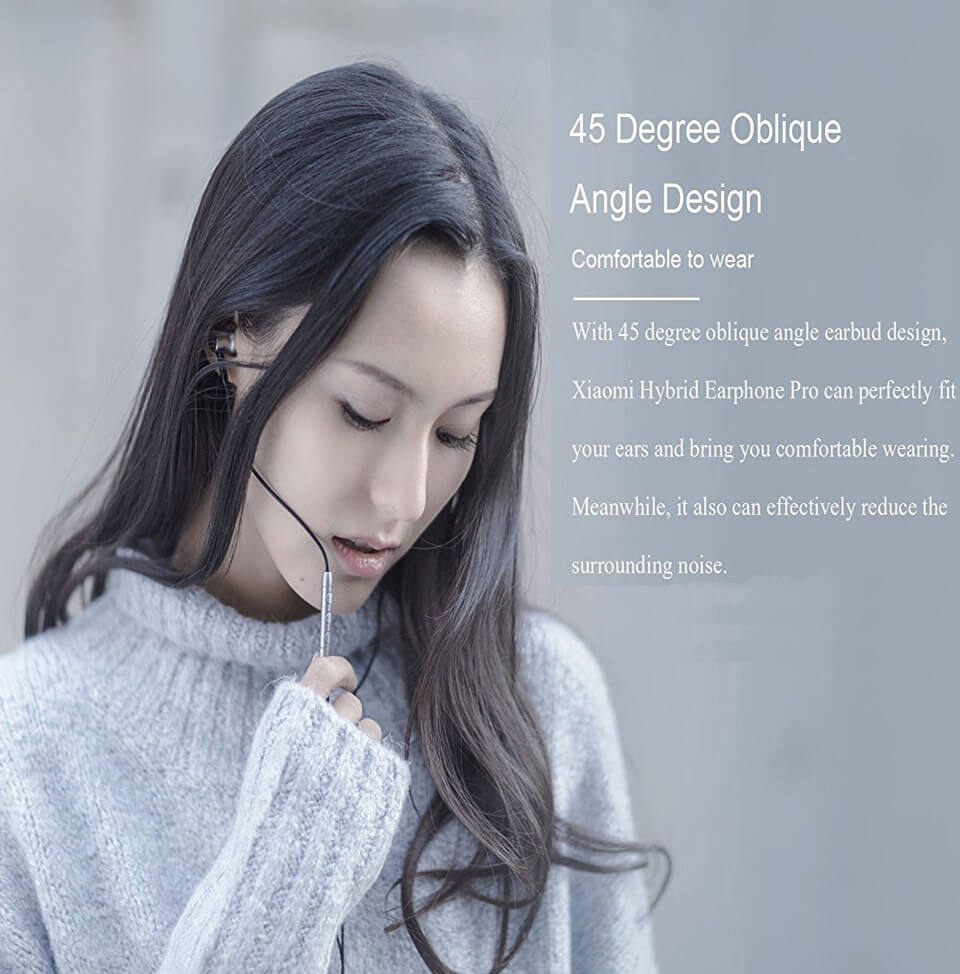 45 Degree Oblique
Angle Design
Comfortable to wear
With 45 degree oblique angle earbud design,
Xiaomi Hybrid Earphone Pro can perfectly fit
your ears and bring you comfortable wearing.
Meanwhile, it also can effectively reduce the
surrounding noise.